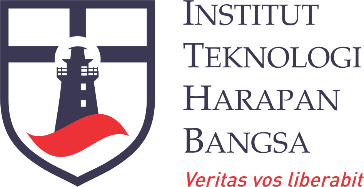 INSTITUT
TEKNOLOGI
HARAPAN
BANGSA
Veritas vos liberabit